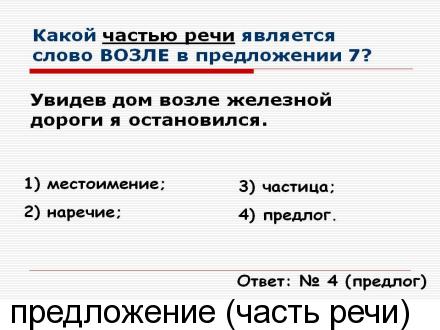 Какой частью речи является
слово ВОЗЛЕ в предложении 7?
Увидев дом возле железной
дороги я остановился.
1) местоимение;
2) наречие;
3) частица;
4) предлог.
Ответ: № 4 (предлог)
предложение (часть речи)